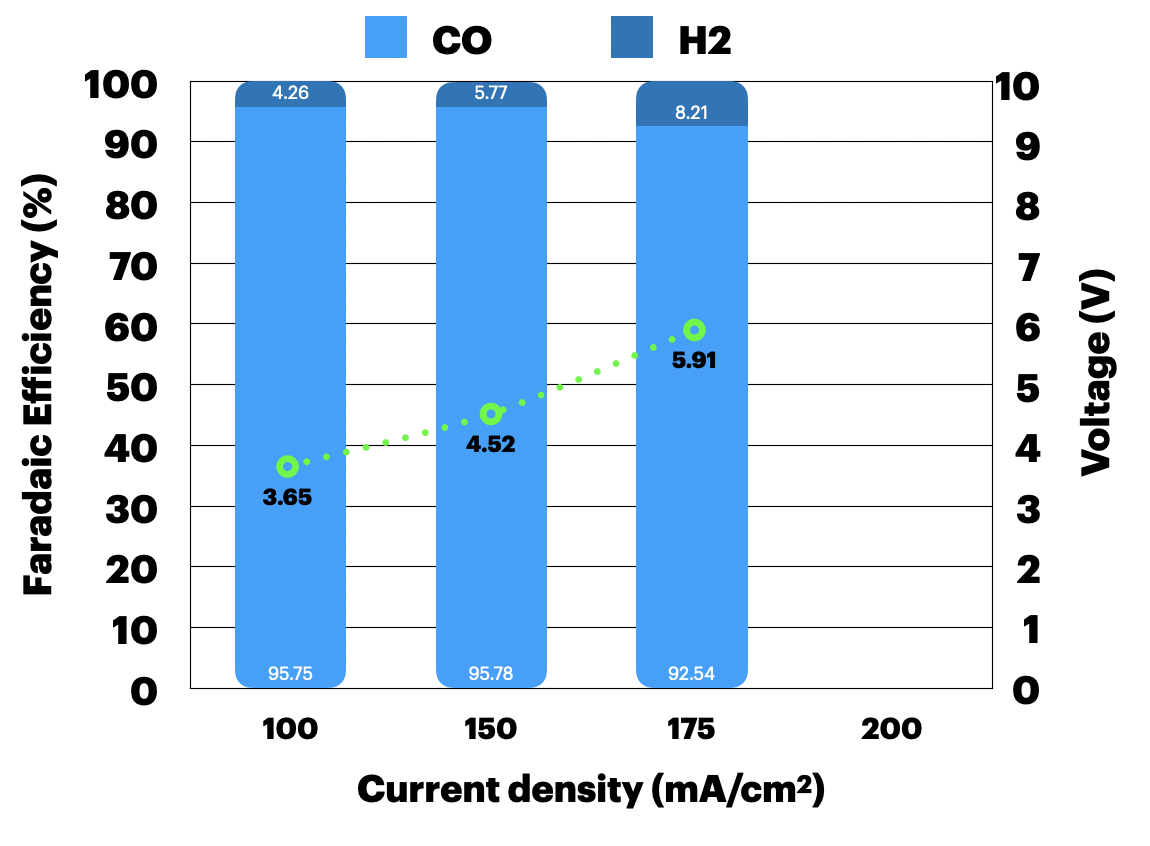 CO H2
100
90
80
70
60
50
40
30
20
10
0
Faradaic Efficiency (%)
4.26 5.77 8.21
3.65 4.52 5.91
95.75 95.78 92.54
10
9
8
7
6
5
4
3
2
1
0
Voltage (V)
100 150 175 200
Current density (mA/cm²)